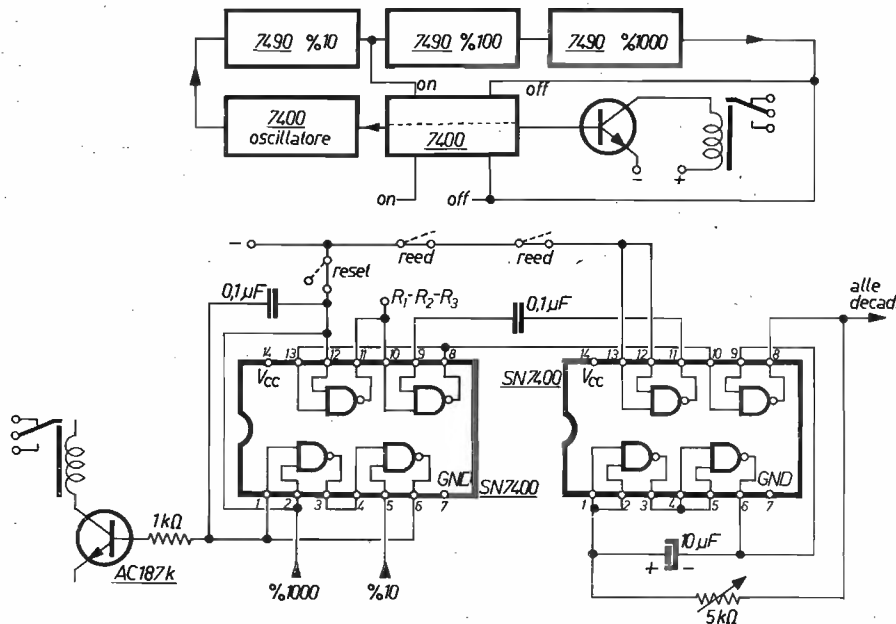 7490 %10
7490 %100
7490 %1000
on
off
7400
oscillatore
7400
on
off
-
+
-
reset
reed
reed
0,1µF
R1-R2-R3
0,1µF
alle
decad
14
13
12
11
10
9
8
Vcc
SN7400
14
13
12
11
10
9
8
Vcc
GND
SN7400
1
2
3
4
5
6
7
GND
1
2
3
4
5
6
7
1kΩ
AC187k
%1000
%10
10µF
+
-
5kΩ